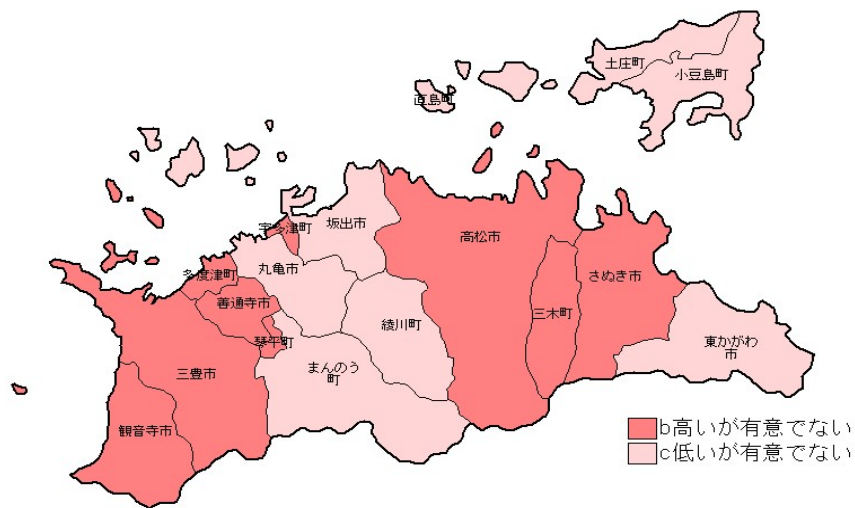 土庄町
小豆島町
直島町
宇多津町
坂出市
高松市
多度津町
丸亀市
さぬき市
善通寺市
綾川町
三木町
琴平町
東かがわ
市
三豊市
まんのう
町
観音寺市
b高いが有意でない
c低いが有意でない